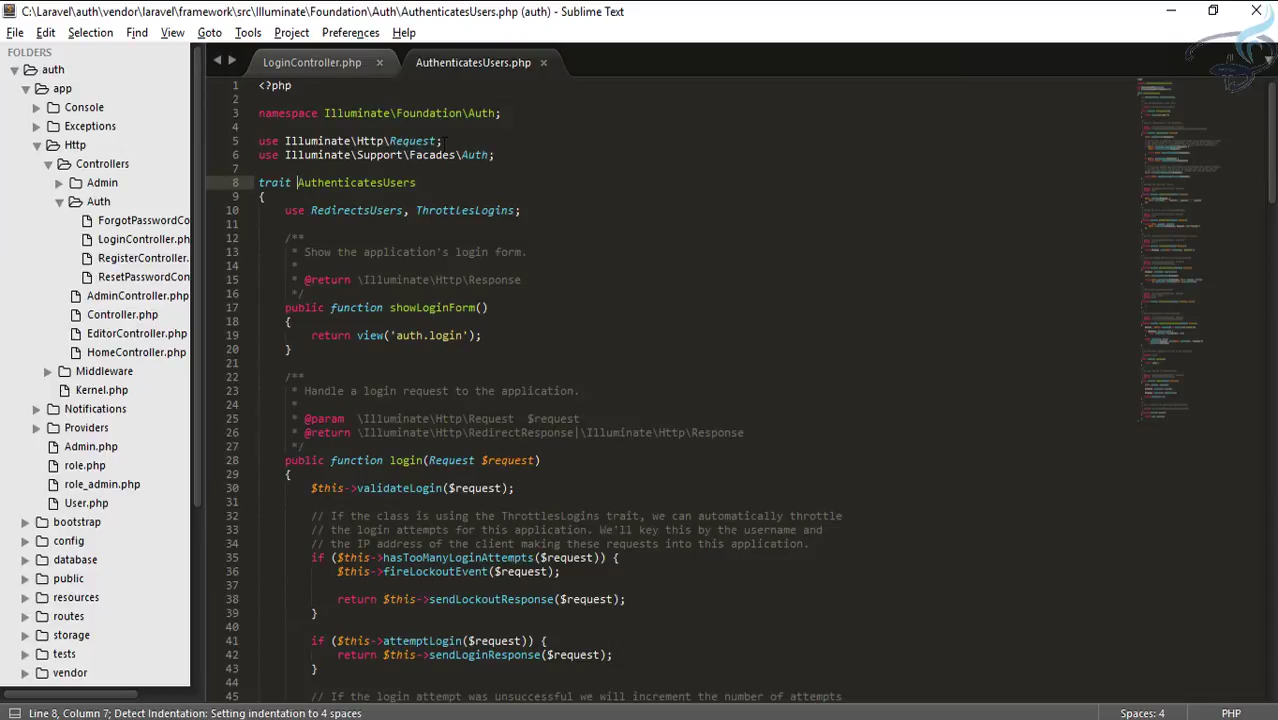 C:\Laravel\auth\vendor\laravel\framework\src\Illuminate\Foundation\Auth\AuthenticatesUsers.php (auth) - Sublime Text
File Edit Selection Find View Goto Tools Project Preferences Help
FOLDERS
auth
app
Console
Exceptions
Http
Controllers
Admin
Auth
ForgotPasswordCo
LoginController.ph
RegisterController.
ResetPasswordCon
AdminController.php
Controller.php
EditorController.php
HomeController.php
Middleware
Kernel.php
Notifications
Providers
Admin.php
role.php
role_admin.php
User.php
bootstrap
config
database
public
resources
routes
storage
tests
vendor
LoginController.php × AuthenticatesUsers.php ×
1 <?php
2
3 namespace Illuminate\Foundation\Auth;
4
5 use Illuminate\Http\Request;
6 use Illuminate\Support\Facades\Auth;
7
8 trait AuthenticatesUsers
9 {
10 use RedirectsUsers, ThrottlesLogins;
11
12 /**
13 * Show the application's login form.
14 *
15 * @return \Illuminate\Http\Response
16 */
17 public function showLoginForm()
18 {
19 return view('auth.login');
20 }
21
22 /**
23 * Handle a login request to the application.
24 *
25 * @param \Illuminate\Http\Request $request
26 * @return \Illuminate\Http\RedirectResponse|\Illuminate\Http\Response
27 */
28 public function login(Request $request)
29 {
30 $this->validateLogin($request);
31
32 // If the class is using the ThrottlesLogins trait, we can automatically throttle
33 // the login attempts for this application. We'll key this by the username and
34 // the IP address of the client making these requests into this application.
35 if ($this->hasTooManyLoginAttempts($request)) {
36 $this->fireLockoutEvent($request);
37
38 return $this->sendLockoutResponse($request);
39 }
40
41 if ($this->attemptLogin($request)) {
42 return $this->sendLoginResponse($request);
43 }
44
45 // If the login attempt was unsuccessful we will increment the number of attempts
Line 8, Column 7; Detect Indentation: Setting indentation to 4 spaces
Spaces: 4
PHP